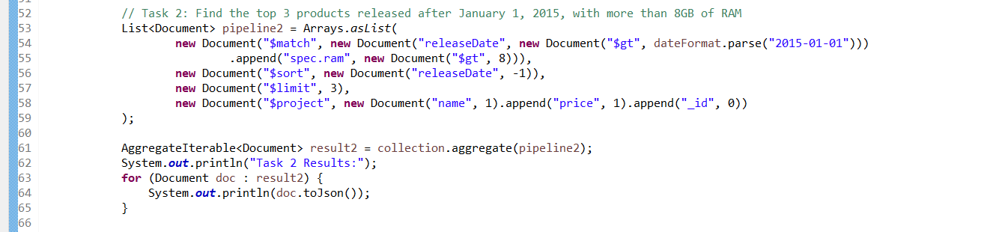 52 // Task 2: Find the top 3 products released after January 1, 2015, with more than 8GB of RAM
53 List<Document> pipeline2 = Arrays.asList(
54 new Document("$match", new Document("releaseDate", new Document("$gt", dateFormat.parse("2015-01-01")))
55 .append("spec.ram", new Document("$gt", 8))),
56 new Document("$sort", new Document("releaseDate", -1)),
57 new Document("$limit", 3),
58 new Document("$project", new Document("name", 1).append("price", 1).append("_id", 0))
59 );
60
61 AggregateIterable<Document> result2 = collection.aggregate(pipeline2);
62 System.out.println("Task 2 Results:");
63 for (Document doc : result2) {
64 System.out.println(doc.toJson());
65 }
66